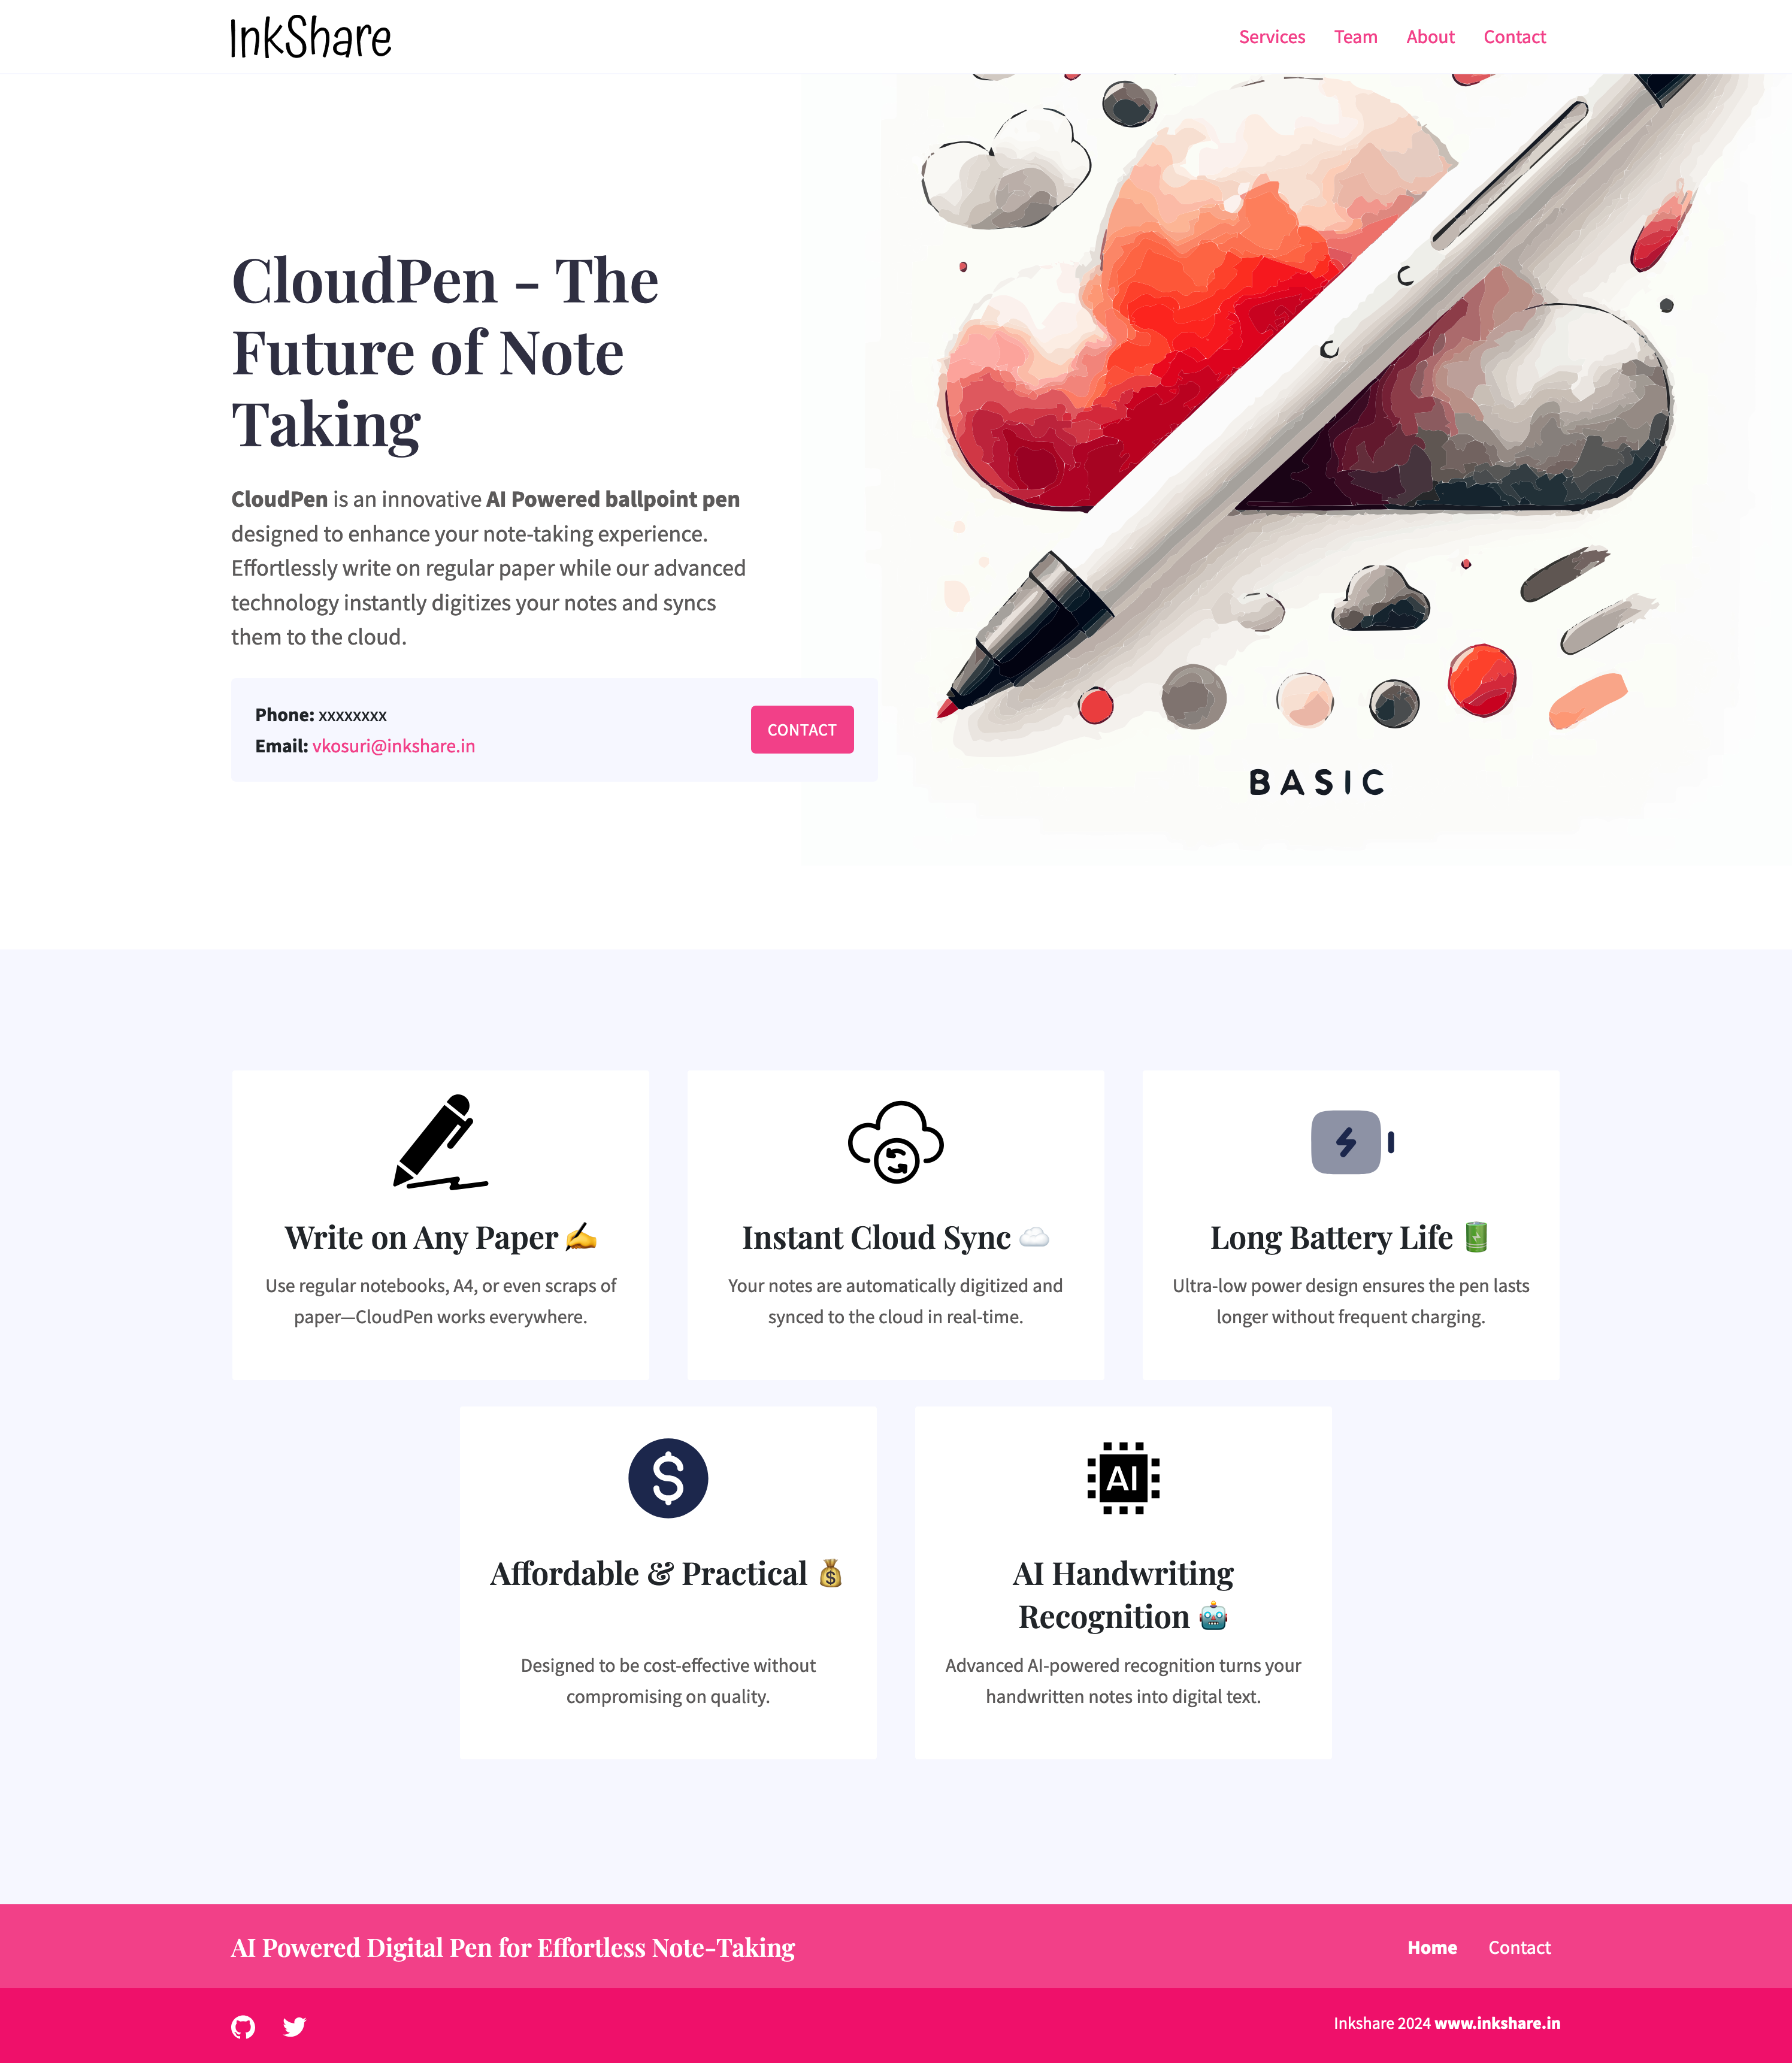 InkShare
Services Team About Contact
CloudPen - The
Future of Note
Taking
CloudPen is an innovative AI Powered ballpoint pen
designed to enhance your note-taking experience.
Effortlessly write on regular paper while our advanced
technology instantly digitizes your notes and syncs
them to the cloud.
Phone: xxxxxxxx
Email: vkosuri@inkshare.in
CONTACT
BASIC
Write on Any Paper ✍️
Use regular notebooks, A4, or even scraps of
paper—CloudPen works everywhere.
Instant Cloud Sync ☁️
Your notes are automatically digitized and
synced to the cloud in real-time.
Long Battery Life 🔋
Ultra-low power design ensures the pen lasts
longer without frequent charging.
Affordable & Practical 💰
Designed to be cost-effective without
compromising on quality.
AI
AI Handwriting
Recognition 🤖
Advanced AI-powered recognition turns your
handwritten notes into digital text.
AI Powered Digital Pen for Effortless Note-Taking
Home Contact
Inkshare 2024 www.inkshare.in